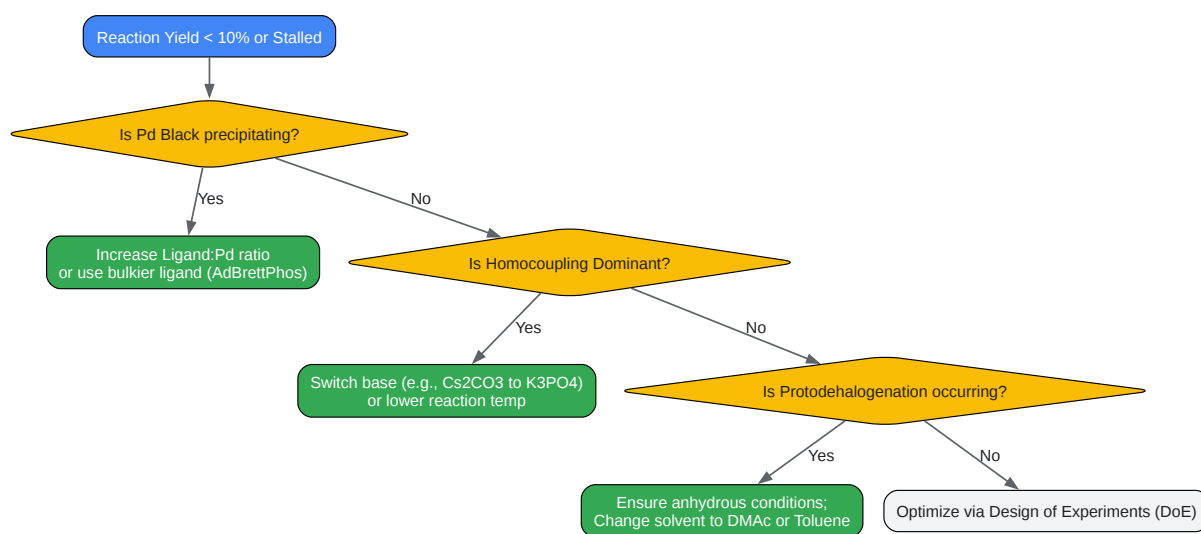 Reaction Yield < 10% or Stalled
Is Pd Black precipitating?
Yes
No
Increase Ligand:Pd ratio
or use bulkier ligand (AdBrettPhos)
Is Homocoupling Dominant?
Yes
No
Switch base (e.g., Cs2CO3 to K3PO4)
or lower reaction temp
Is Protodehalogenation occurring?
Yes
No
Ensure anhydrous conditions;
Change solvent to DMAc or Toluene
Optimize via Design of Experiments (DoE)